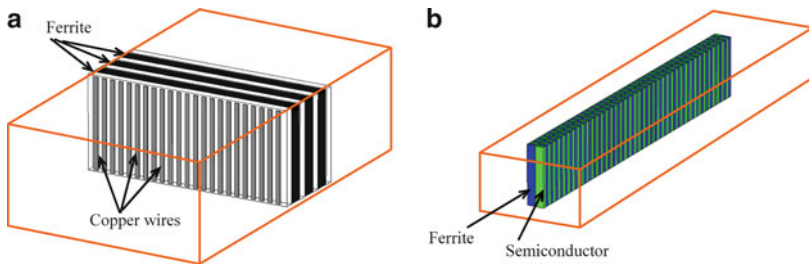 a
Ferrite
Copper wires
b
Ferrite
Semiconductor